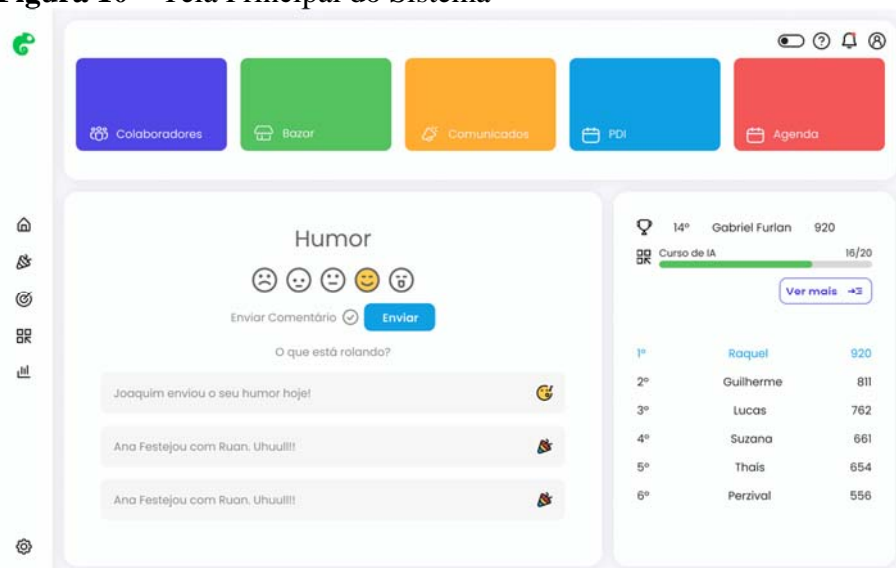 Figura 10 – Tela Principal do Sistema
Colaboradores
Bazar
Comunicados
PDI
Agenda
Humor
Enviar Comentário
Enviar
O que está rolando?
Joaquim enviou o seu humor hoje!
Ana Festejou com Ruan. Uhuull!!
Ana Festejou com Ruan. Uhuull!!
14º Gabriel Furlan 920
Curso de IA 16/20
Ver mais
1º Raquel 920
2º Guilherme 811
3º Lucas 762
4º Suzana 661
5º Thaís 654
6º Perzival 556